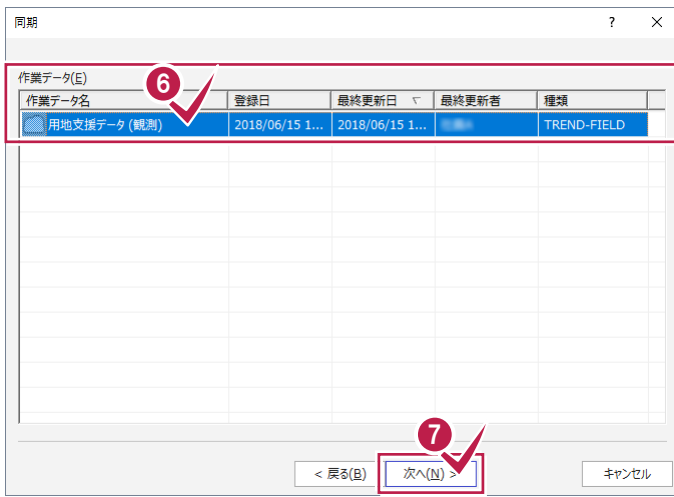 同期 ? ×
作業データ(E)
6
作業データ名 登録日 最終更新日 最終更新者 種類
用地支援データ (観測) 2018/06/15 1... 2018/06/15 1... TREND-FIELD
7
< 戻る(B) 次へ(N) > キャンセル